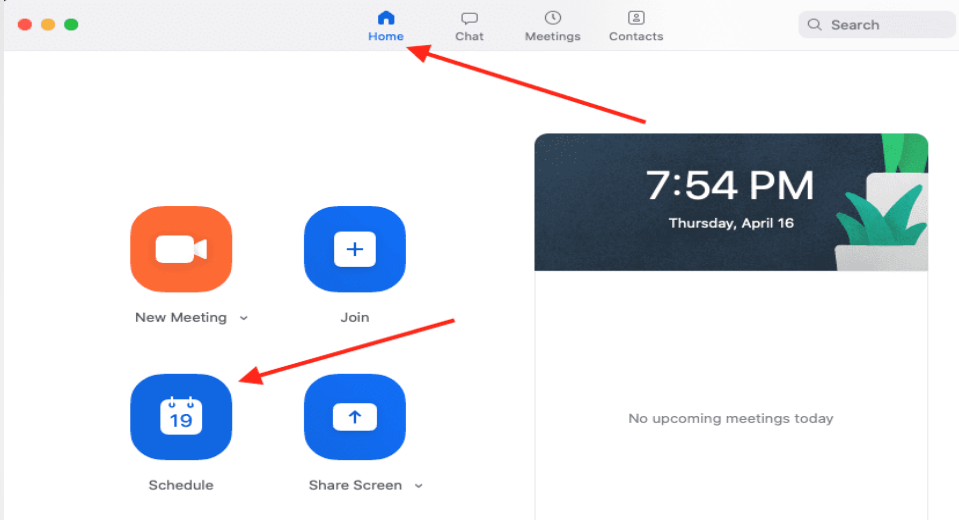 Home
Chat
Meetings
Contacts
Search
7:54 PM
Thursday, April 16
New Meeting
Join
19
Schedule
Share Screen
No upcoming meetings today